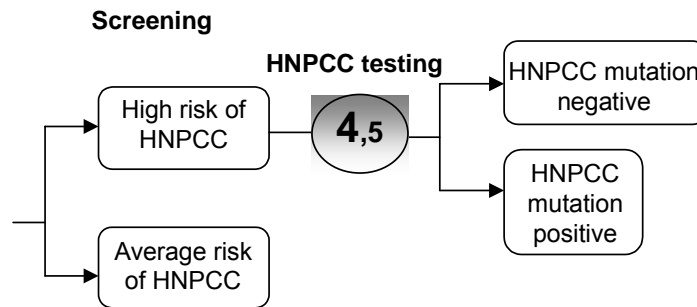 Screening
HNPCC testing
High risk of
HNPCC
4,5
HNPCC mutation
negative
HNPCC
mutation
positive
Average risk
of HNPCC